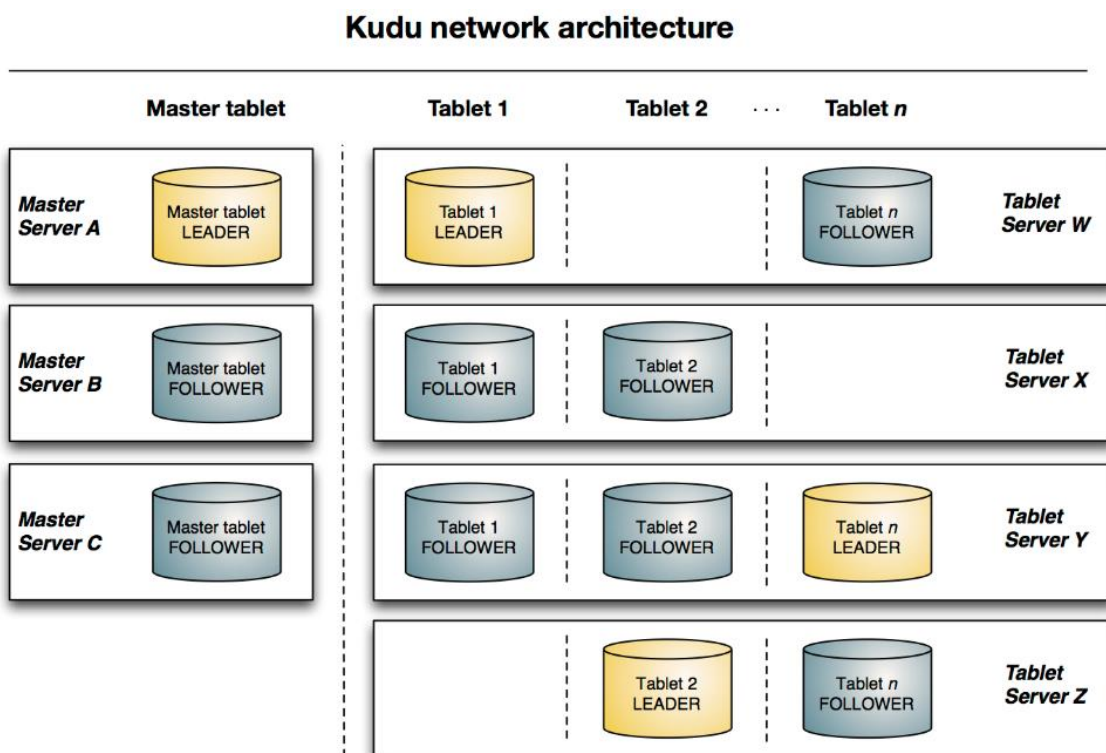 Kudu network architecture
Master tablet
Tablet 1
Tablet 2
· · ·
Tablet n
Master
Server A
Master tablet
LEADER
Tablet 1
LEADER
Tablet n
FOLLOWER
Tablet
Server W
Master
Server B
Master tablet
FOLLOWER
Tablet 1
FOLLOWER
Tablet 2
FOLLOWER
Tablet
Server X
Master
Server C
Master tablet
FOLLOWER
Tablet 1
FOLLOWER
Tablet 2
FOLLOWER
Tablet n
LEADER
Tablet
Server Y
Tablet 2
LEADER
Tablet n
FOLLOWER
Tablet
Server Z